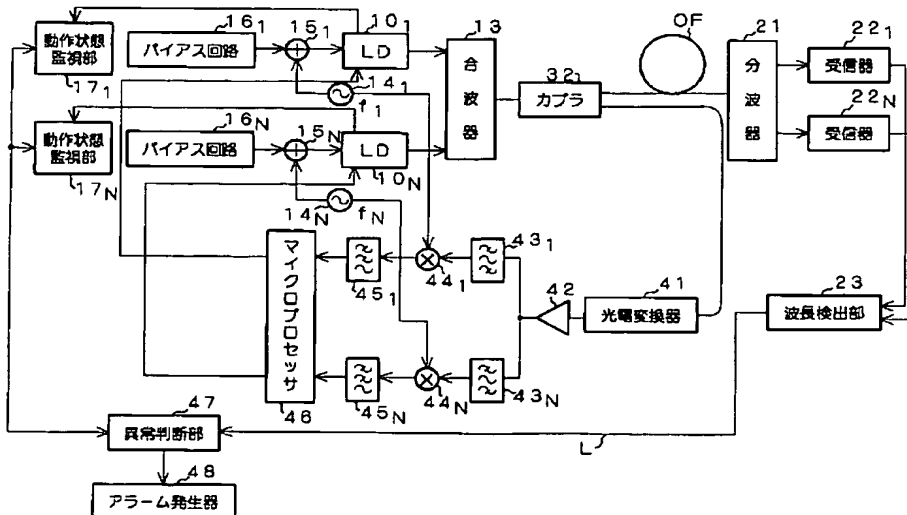 16₁
15₁
10₁
13
OF
21
22₁
動作状態
監視部
17₁
バイアス回路
LD
14₁
f₁
合波器
32₁
カプラ
分波器
受信器
22N
受信器
16N
15N
動作状態
監視部
17N
バイアス回路
LD
10N
14N
fN
マイクロプロセッサ
46
45₁
44₁
43₁
42
41
光電変換器
23
波長検出部
45N
44N
43N
47
異常判断部
L
48
アラーム発生器